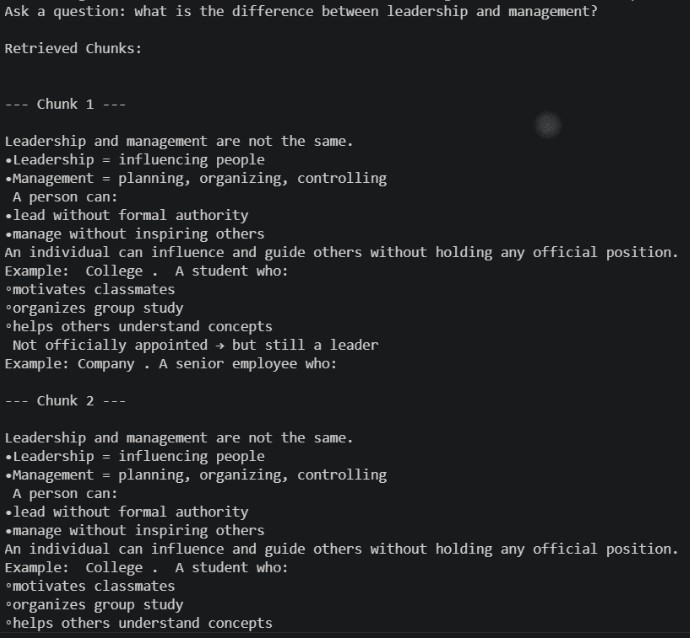 Ask a question: what is the difference between leadership and management?
Retrieved Chunks:
--- Chunk 1 ---
Leadership and management are not the same.
•Leadership = influencing people
•Management = planning, organizing, controlling
A person can:
•lead without formal authority
•manage without inspiring others
An individual can influence and guide others without holding any official position.
Example:  College .  A student who:
◦motivates classmates
◦organizes group study
◦helps others understand concepts
Not officially appointed → but still a leader
Example: Company . A senior employee who:
--- Chunk 2 ---
Leadership and management are not the same.
•Leadership = influencing people
•Management = planning, organizing, controlling
A person can:
•lead without formal authority
•manage without inspiring others
An individual can influence and guide others without holding any official position.
Example:  College .  A student who:
◦motivates classmates
◦organizes group study
◦helps others understand concepts